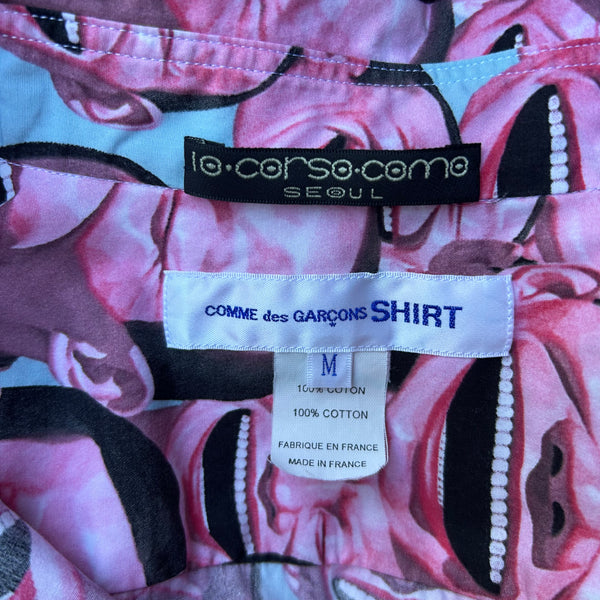 10·corso·como
SEOUL
COMME des GARÇONS SHIRT
M
100% COTON
100% COTTON
FABRIQUE EN FRANCE
MADE IN FRANCE